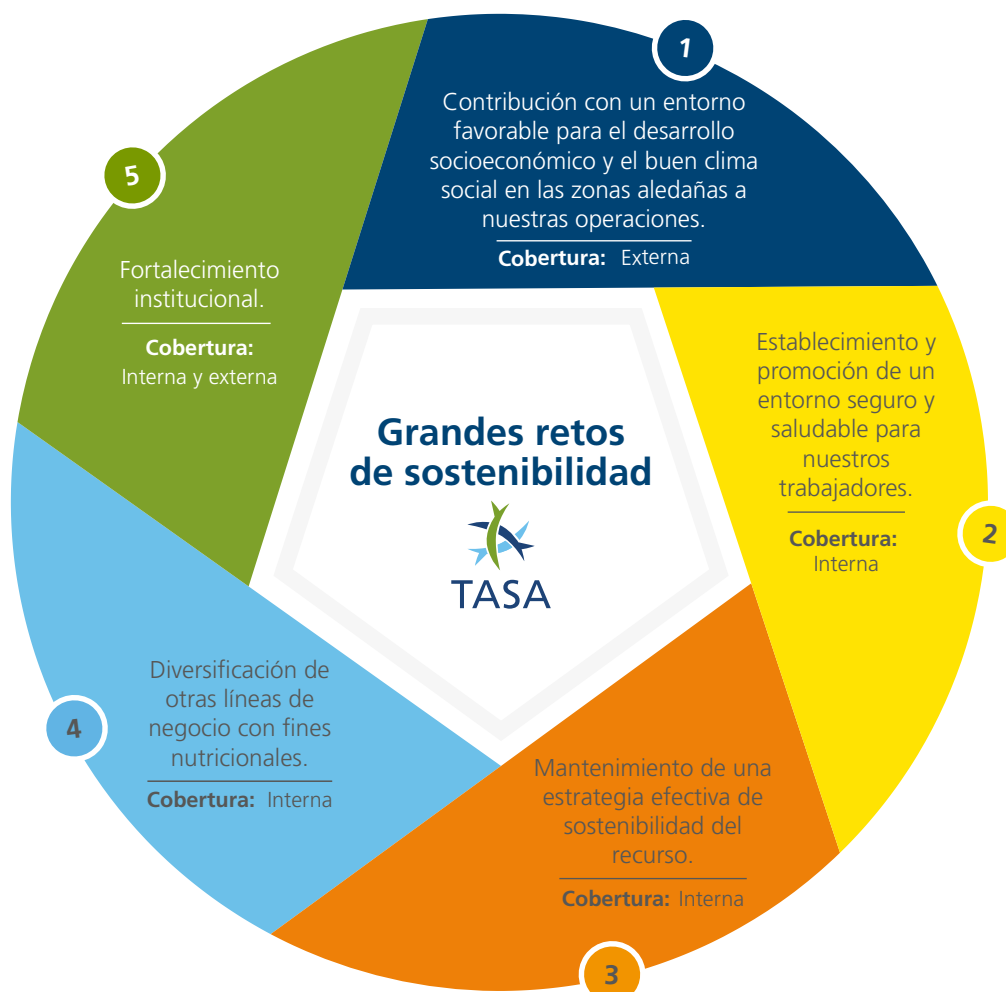 Grandes retos
de sostenibilidad
TASA
1
Contribución con un entorno
favorable para el desarrollo
socioeconómico y el buen clima
social en las zonas aledañas a
nuestras operaciones.
Cobertura: Externa
2
Establecimiento y
promoción de un
entorno seguro y
saludable para
nuestros
trabajadores.
Cobertura:
Interna
3
Mantenimiento de una
estrategia efectiva de
sostenibilidad del
recurso.
Cobertura: Interna
4
Diversificación de
otras líneas de
negocio con fines
nutricionales.
Cobertura: Interna
5
Fortalecimiento
institucional.
Cobertura:
Interna y externa